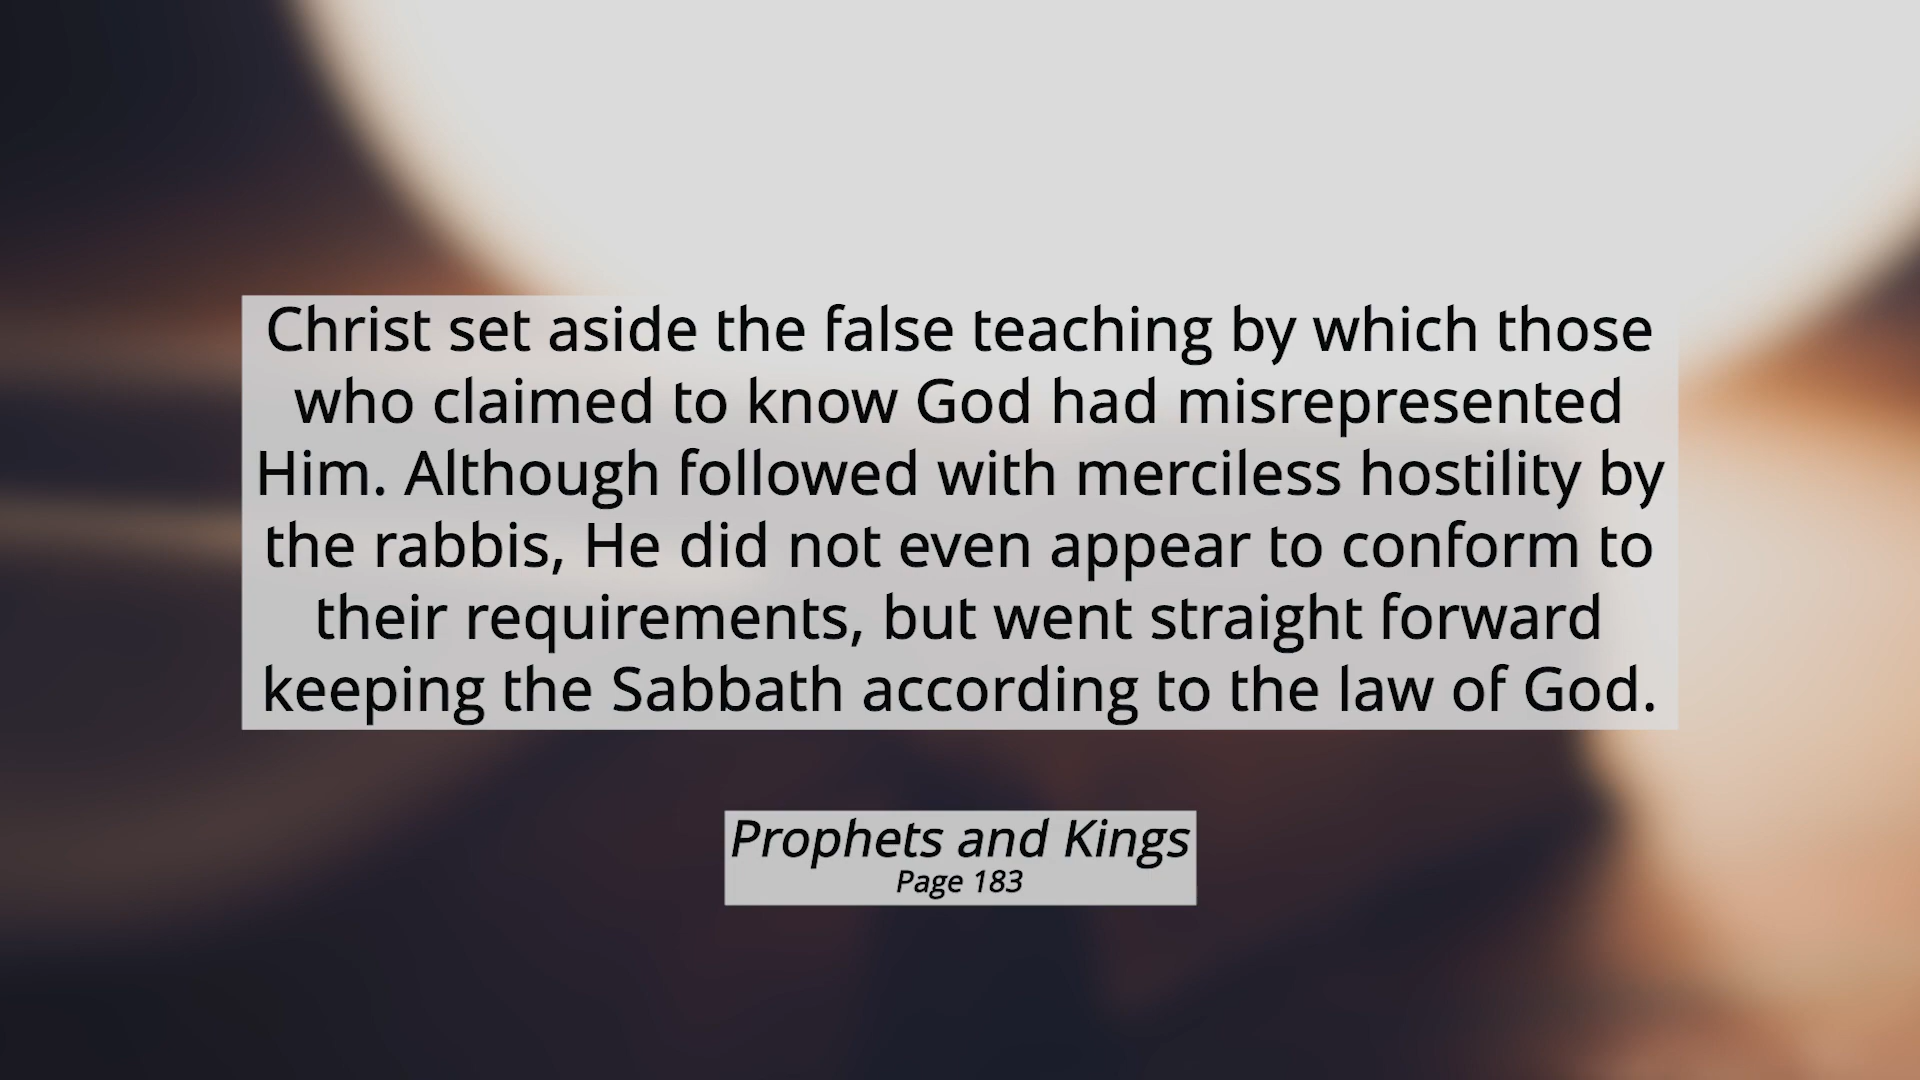 Christ set aside the false teaching by which those
who claimed to know God had misrepresented
Him. Although followed with merciless hostility by
the rabbis, He did not even appear to conform to
their requirements, but went straight forward
keeping the Sabbath according to the law of God.
Prophets and Kings
Page 183